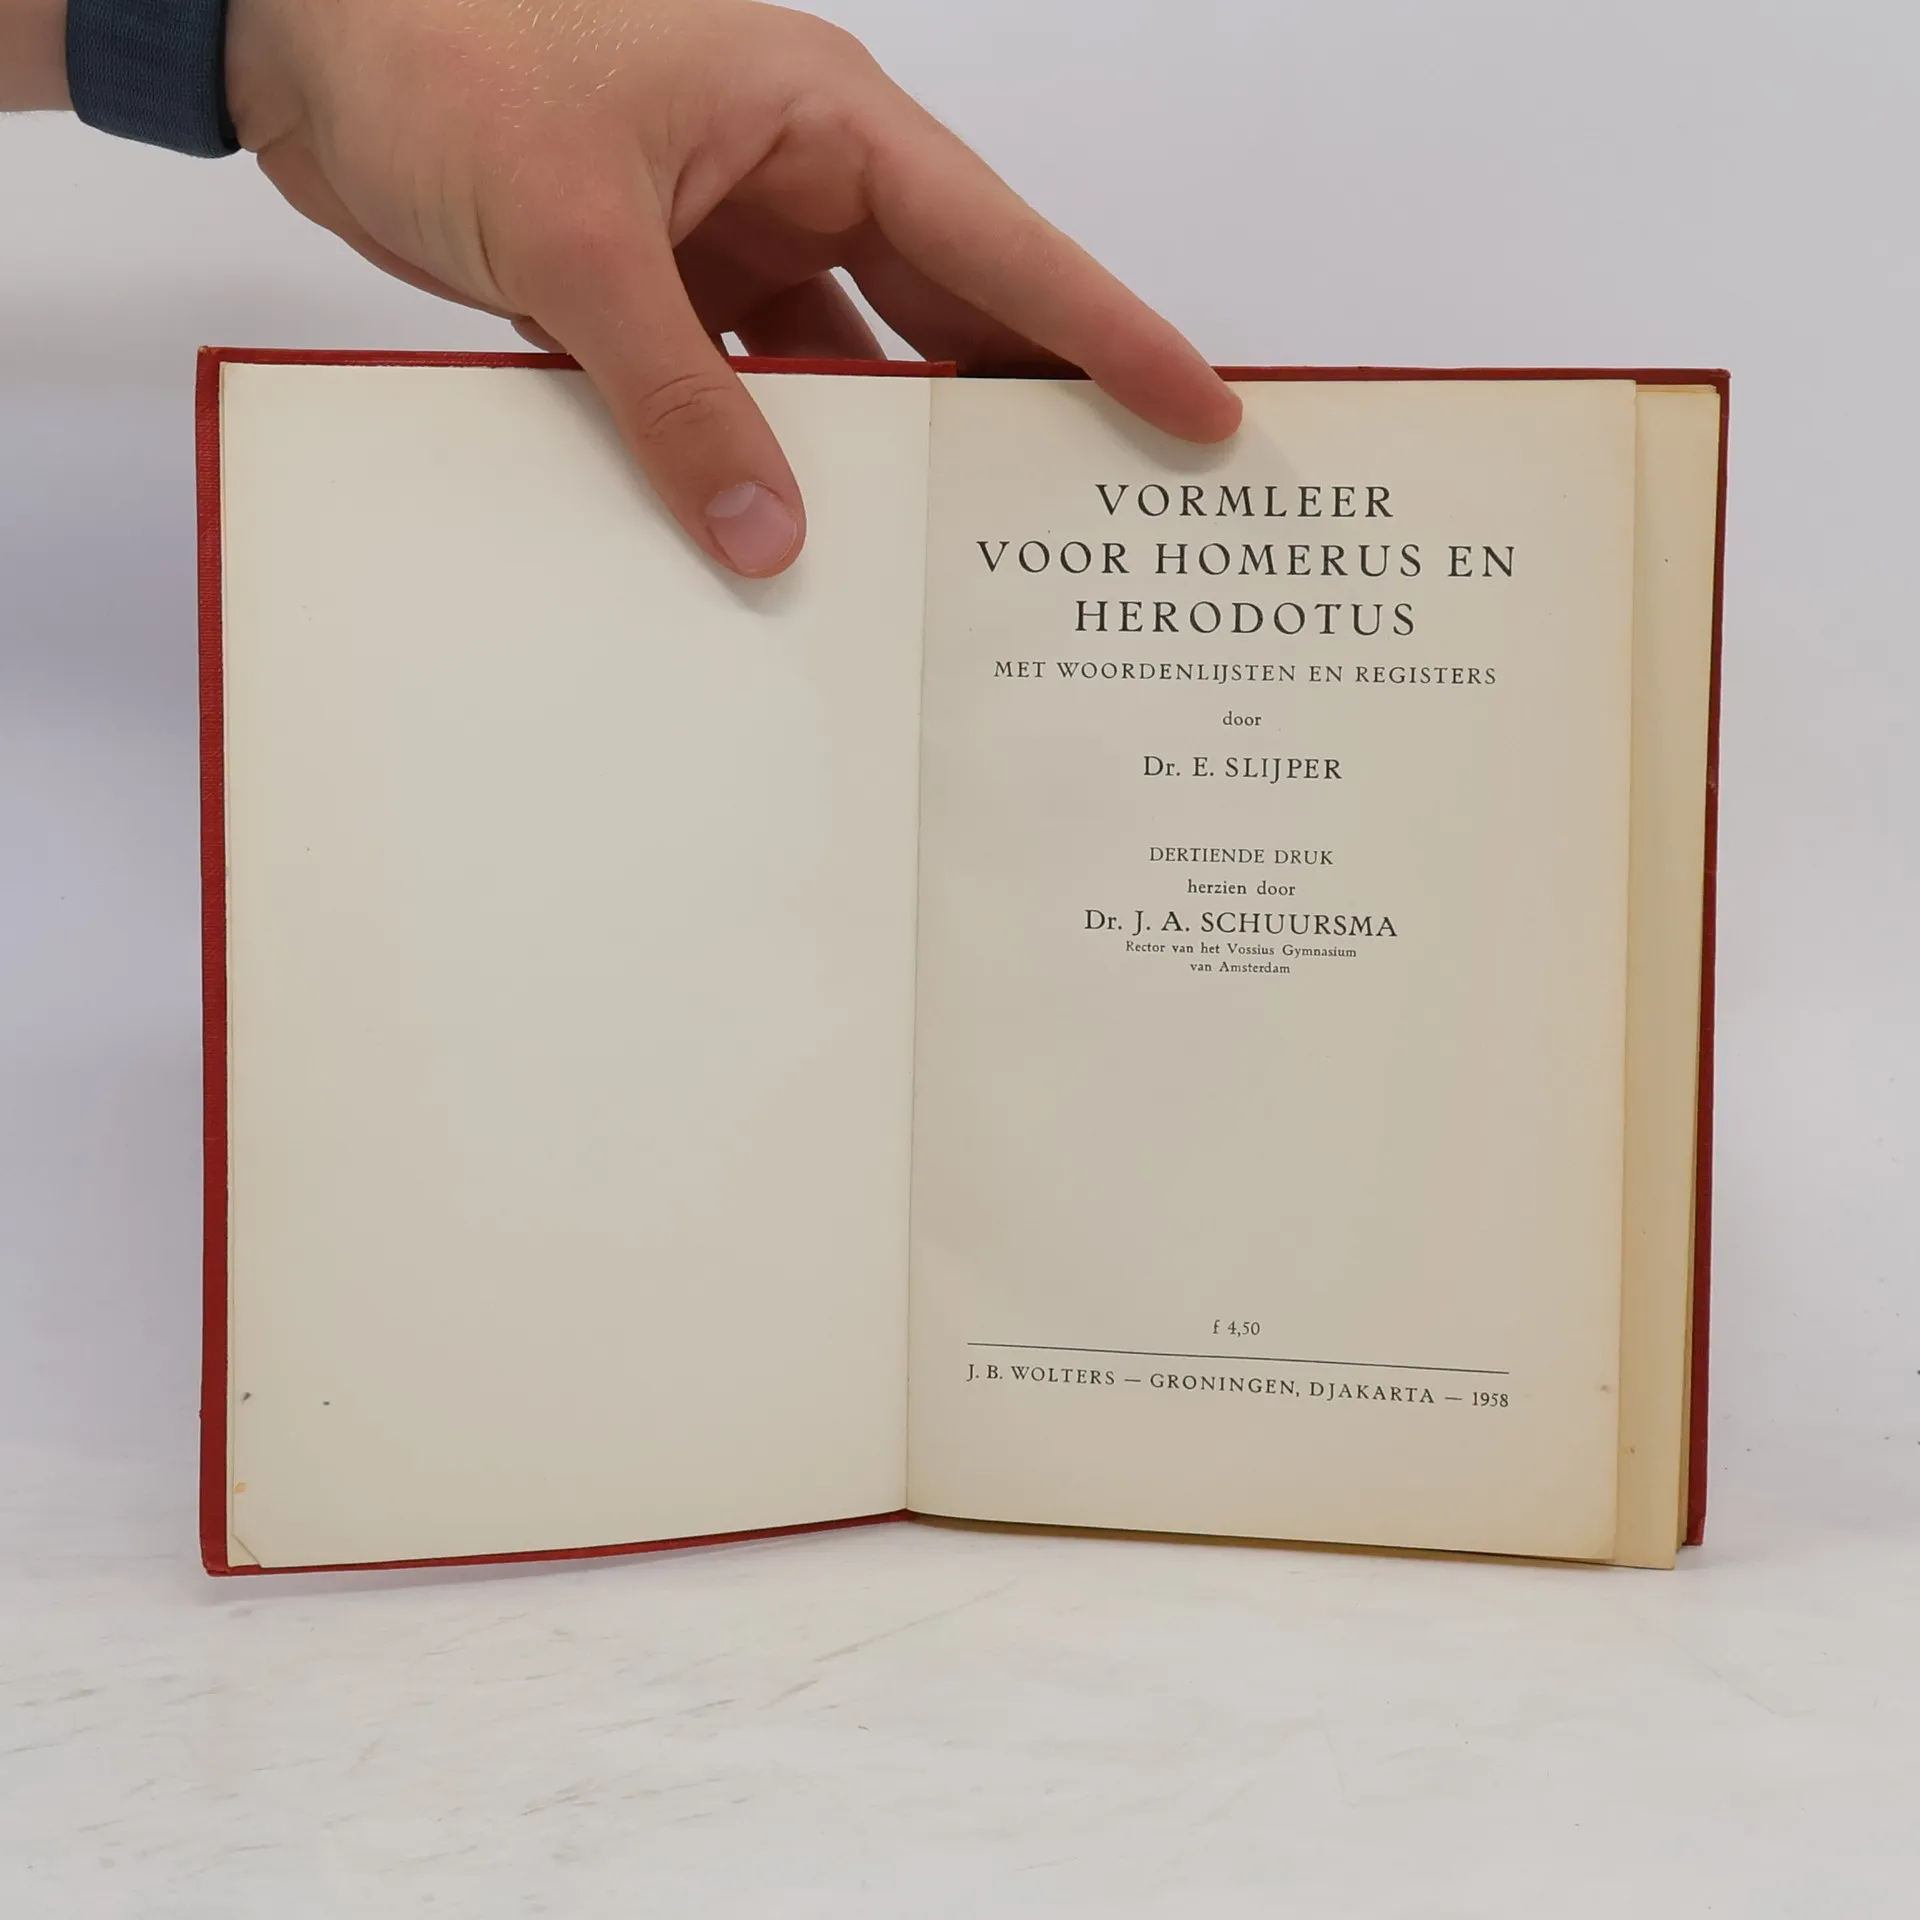 VORMLEER
VOOR HOMERUS EN
HERODOTUS
MET WOORDENLIJSTEN EN REGISTERS
door
Dr. E. SLIJPER
DERTIENDE DRUK
herzien door
Dr. J. A. SCHUURSMA
Rector van het Vossius Gymnasium
van Amsterdam
f 4,50
J. B. WOLTERS — GRONINGEN, DJAKARTA — 1958